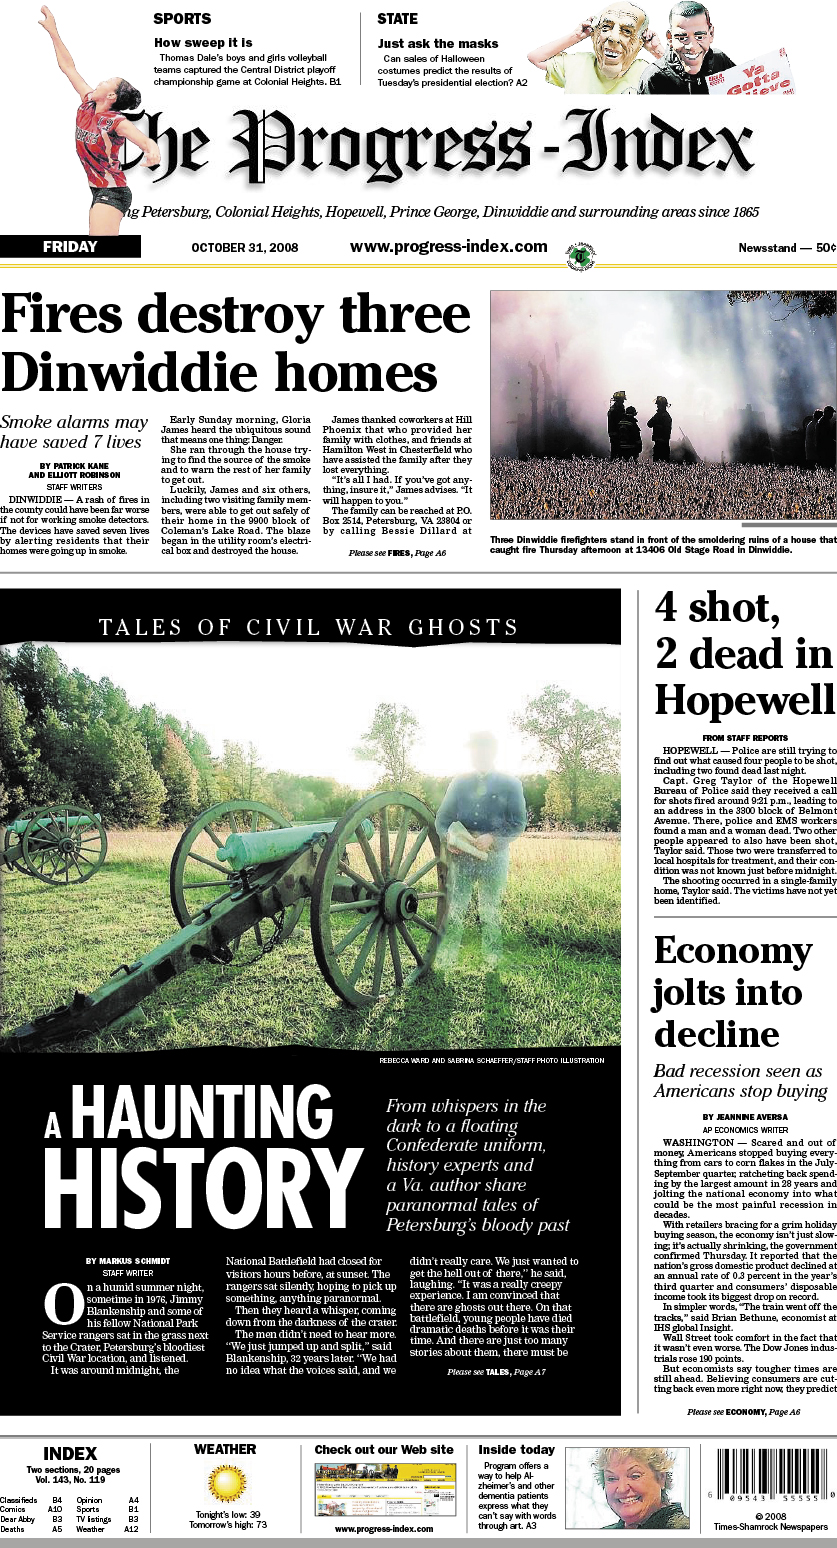 SPORTS
How sweep it is
Thomas Dale's boys and girls volleyball
teams captured the Central District playoff
championship game at Colonial Heights. B1
STATE
Just ask the masks
Can sales of Halloween
costumes predict the results of
Tuesday's presidential election? A2
Ya
Gotta
The Progress-Index
ng Petersburg, Colonial Heights, Hopewell, Prince George, Dinwiddie and surrounding areas since 1865
FRIDAY
OCTOBER 31, 2008
www.progress-index.com
Newsstand — 50¢
Fires destroy three
Dinwiddie homes
Smoke alarms may
have saved 7 lives
BY PATRICK KANE
AND ELLIOTT ROBINSON
STAFF WRITERS
DINWIDDIE — A rash of fires in
the county could have been far worse
if not for working smoke detectors.
The devices have saved seven lives
by alerting residents that their
homes were going up in smoke.
Early Sunday morning, Gloria
James heard the ubiquitous sound
that means one thing: Danger.
She ran through the house try-
ing to find the source of the smoke
and to warn the rest of her family
to get out.
Luckily, James and six others,
including two visiting family mem-
bers, were able to get out safely of
their home in the 9900 block of
Coleman's Lake Road. The blaze
began in the utility room's electri-
cal box and destroyed the house.
James thanked coworkers at Hill
Phoenix that who provided her
family with clothes, and friends at
Hamilton West in Chesterfield who
have assisted the family after they
lost everything.
"It's all I had. If you've got any-
thing, insure it," James advises. "It
will happen to you."
The family can be reached at P.O.
Box 2514, Petersburg, VA 23804 or
by calling Bessie Dillard at
Please see FIRES, Page A6
Three Dinwiddie firefighters stand in front of the smoldering ruins of a house that
caught fire Thursday afternoon at 13406 Old Stage Road in Dinwiddie.
TALES OF CIVIL WAR GHOSTS
REBECCA WARD AND SABRINA SCHAEFFER/STAFF PHOTO ILLUSTRATION
A HAUNTING
HISTORY
From whispers in the
dark to a floating
Confederate uniform,
history experts and
a Va. author share
paranormal tales of
Petersburg's bloody past
BY MARKUS SCHMIDT
STAFF WRITER
On a humid summer night,
sometime in 1976, Jimmy
Blankenship and some of
his fellow National Park
Service rangers sat in the grass next
to the Crater, Petersburg's bloodiest
Civil War location, and listened.
It was around midnight, the
National Battlefield had closed for
visitors hours before, at sunset. The
rangers sat silently, hoping to pick up
something, anything paranormal.
Then they heard a whisper, coming
down from the darkness of the crater.
The men didn't need to hear more.
"We just jumped up and split," said
Blankenship, 32 years later. "We had
no idea what the voices said, and we
didn't really care. We just wanted to
get the hell out of there," he said,
laughing. "It was a really creepy
experience. I am convinced that
there are ghosts out there. On that
battlefield, young people have died
dramatic deaths before it was their
time. And there are just too many
stories about them, there must be
Please see TALES, Page A7
4 shot,
2 dead in
Hopewell
FROM STAFF REPORTS
HOPEWELL — Police are still trying to
find out what caused four people to be shot,
including two found dead last night.
Capt. Greg Taylor of the Hopewell
Bureau of Police said they received a call
for shots fired around 9:21 p.m., leading to
an address in the 3300 block of Belmont
Avenue. There, police and EMS workers
found a man and a woman dead. Two other
people appeared to also have been shot,
Taylor said. Those two were transferred to
local hospitals for treatment, and their con-
dition was not known just before midnight.
The shooting occurred in a single-family
home, Taylor said. The victims have not yet
been identified.
Economy
jolts into
decline
Bad recession seen as
Americans stop buying
BY JEANNINE AVERSA
AP ECONOMICS WRITER
WASHINGTON — Scared and out of
money, Americans stopped buying every-
thing from cars to corn flakes in the July-
September quarter, ratcheting back spend-
ing by the largest amount in 28 years and
jolting the national economy into what
could be the most painful recession in
decades.
With retailers bracing for a grim holiday
buying season, the economy isn't just slow-
ing; it's actually shrinking, the government
confirmed Thursday. It reported that the
nation's gross domestic product declined at
an annual rate of 0.3 percent in the year's
third quarter and consumers' disposable
income took its biggest drop on record.
In simpler words, "The train went off the
tracks," said Brian Bethune, economist at
IHS global Insight.
Wall Street took comfort in the fact that
it wasn't even worse. The Dow Jones indus-
trials rose 190 points.
But economists say tougher times are
still ahead. Believing consumers are cut-
ting back even more right now, they predict
Please see ECONOMY, Page A6
INDEX
Two sections, 20 pages
Vol. 143, No. 119
Classifieds B4 Opinion A4
Comics A10 Sports B1
Dear Abby B3 TV listings B3
Deaths A5 Weather A12
WEATHER
Tonight's low: 39
Tomorrow's high: 73
Check out our Web site
www.progress-index.com
Inside today
Program offers a
way to help Al-
zheimer's and other
dementia patients
express what they
can't say with words
through art. A3
6 09543 55555 0
© 2008
Times-Shamrock Newspapers